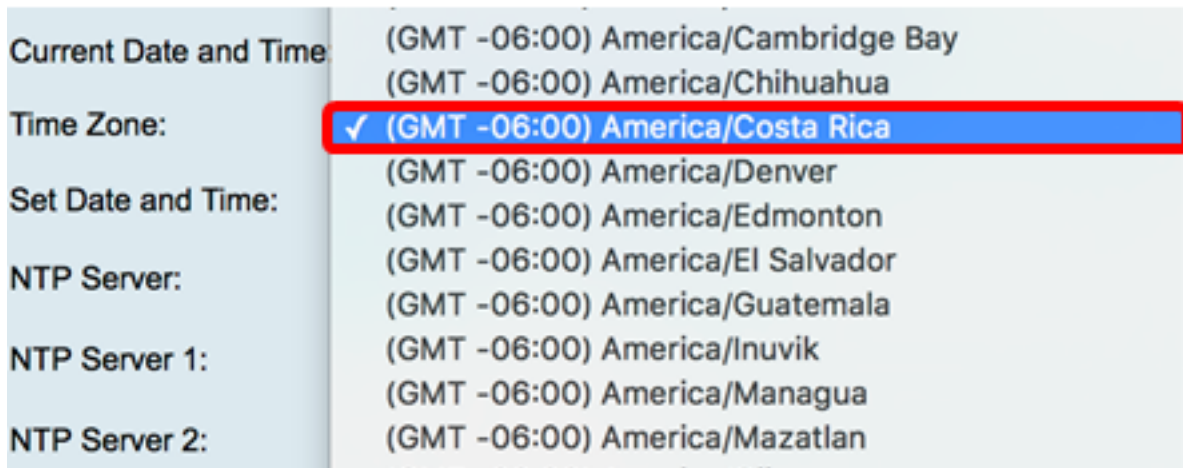 Current Date and Time
Time Zone:
Set Date and Time:
NTP Server:
NTP Server 1:
NTP Server 2:
(GMT -06:00) America/Cambridge Bay
(GMT -06:00) America/Chihuahua
✓ (GMT -06:00) America/Costa Rica
(GMT -06:00) America/Denver
(GMT -06:00) America/Edmonton
(GMT -06:00) America/El Salvador
(GMT -06:00) America/Guatemala
(GMT -06:00) America/Inuvik
(GMT -06:00) America/Managua
(GMT -06:00) America/Mazatlan